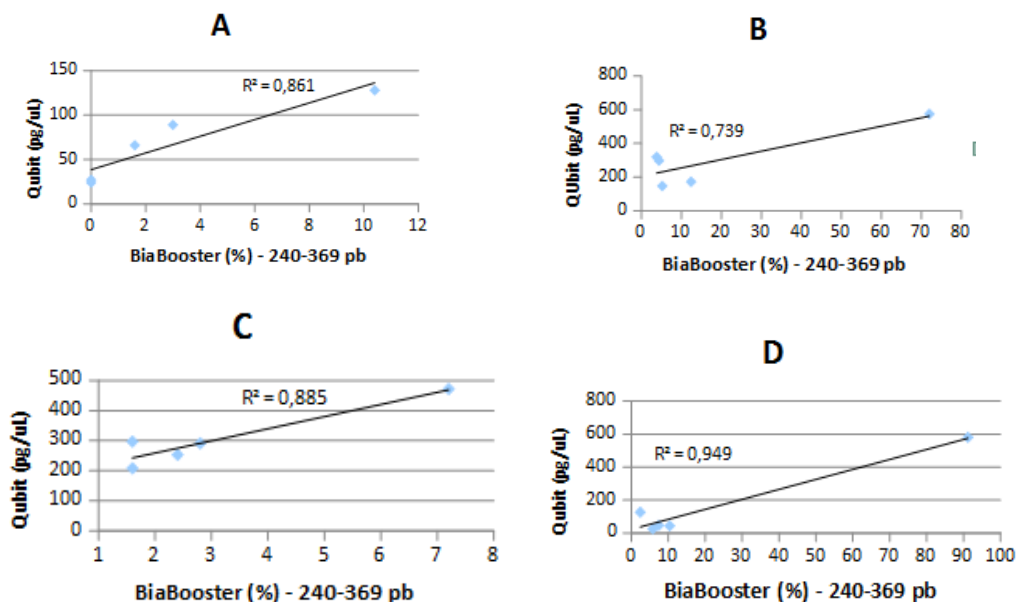 A
Qubit (pg/uL)
150
100
50
0
R² = 0,861
0 2 4 6 8 10 12
BiaBooster (%) - 240-369 pb
B
QUbit (pg/uL)
800
600
400
200
0
R² = 0,739
0 10 20 30 40 50 60 70 80
BiaBooster (%) - 240-369 pb
C
Qubit (pg/uL)
500
400
300
200
100
0
R² = 0,885
1 2 3 4 5 6 7 8
BiaBooster (%) - 240-369 pb
D
Qubit (pg/uL)
800
600
400
200
0
R² = 0,949
0 10 20 30 40 50 60 70 80 90 100
BiaBooster (%) - 240-369 pb